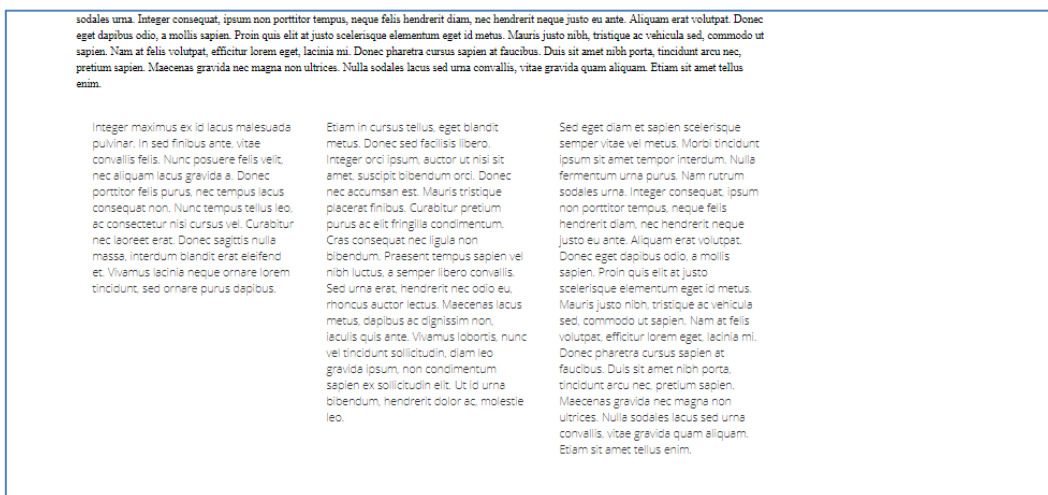 sodales urna. Integer consequat, ipsum non porttitor tempus, neque felis hendrerit diam, nec hendrerit neque justo eu ante. Aliquam erat volutpat. Donec
eget dapibus odio, a mollis sapien. Proin quis elit at justo scelerisque elementum eget id metus. Mauris justo nibh, tristique ac vehicula sed, commodo ut
sapien. Nam at felis volutpat, efficitur lorem eget, lacinia mi. Donec pharetra cursus sapien at faucibus. Duis sit amet nibh porta, tincidunt arcu nec,
pretium sapien. Maecenas gravida nec magna non ultrices. Nulla sodales lacus sed urna convallis, vitae gravida quam aliquam. Etiam sit amet tellus
enim.
Integer maximus ex id lacus malesuada
pulvinar. In sed finibus ante, vitae
convallis felis. Nunc posuere felis velit,
nec aliquam lacus gravida a. Donec
porttitor felis purus, nec tempus lacus
consequat non. Nunc tempus tellus leo,
ac consectetur nisi cursus vel. Curabitur
nec laoreet erat. Donec sagittis nulla
massa, interdum blandit erat eleifend
et. Vivamus lacinia neque ornare lorem
tincidunt, sed ornare purus dapibus.
Etiam in cursus tellus, eget blandit
metus. Donec sed facilisis libero.
Integer orci ipsum, auctor ut nisi sit
amet, suscipit bibendum orci. Donec
nec accumsan est. Mauris tristique
placerat finibus. Curabitur pretium
purus ac elit fringilla condimentum.
Cras consequat nec ligula non
bibendum. Praesent tempus sapien vel
nibh luctus, a semper libero convallis.
Sed urna erat, hendrerit nec odio eu,
rhoncus auctor lectus. Maecenas lacus
metus, dapibus ac dignissim non,
iaculis quis ante. Vivamus lobortis, nunc
vel tincidunt sollicitudin, diam leo
gravida ipsum, non condimentum
sapien ex sollicitudin elit. Ut id urna
bibendum, hendrerit dolor ac, molestie
leo.
Sed eget diam et sapien scelerisque
semper vitae vel metus. Morbi tincidunt
ipsum sit amet tempor interdum. Nulla
fermentum urna purus. Nam rutrum
sodales urna. Integer consequat, ipsum
non porttitor tempus, neque felis
hendrerit diam, nec hendrerit neque
justo eu ante. Aliquam erat volutpat.
Donec eget dapibus odio, a mollis
sapien. Proin quis elit at justo
scelerisque elementum eget id metus.
Mauris justo nibh, tristique ac vehicula
sed, commodo ut sapien. Nam at felis
volutpat, efficitur lorem eget, lacinia mi.
Donec pharetra cursus sapien at
faucibus. Duis sit amet nibh porta,
tincidunt arcu nec, pretium sapien.
Maecenas gravida nec magna non
ultrices. Nulla sodales lacus sed urna
convallis, vitae gravida quam aliquam.
Etiam sit amet tellus enim.